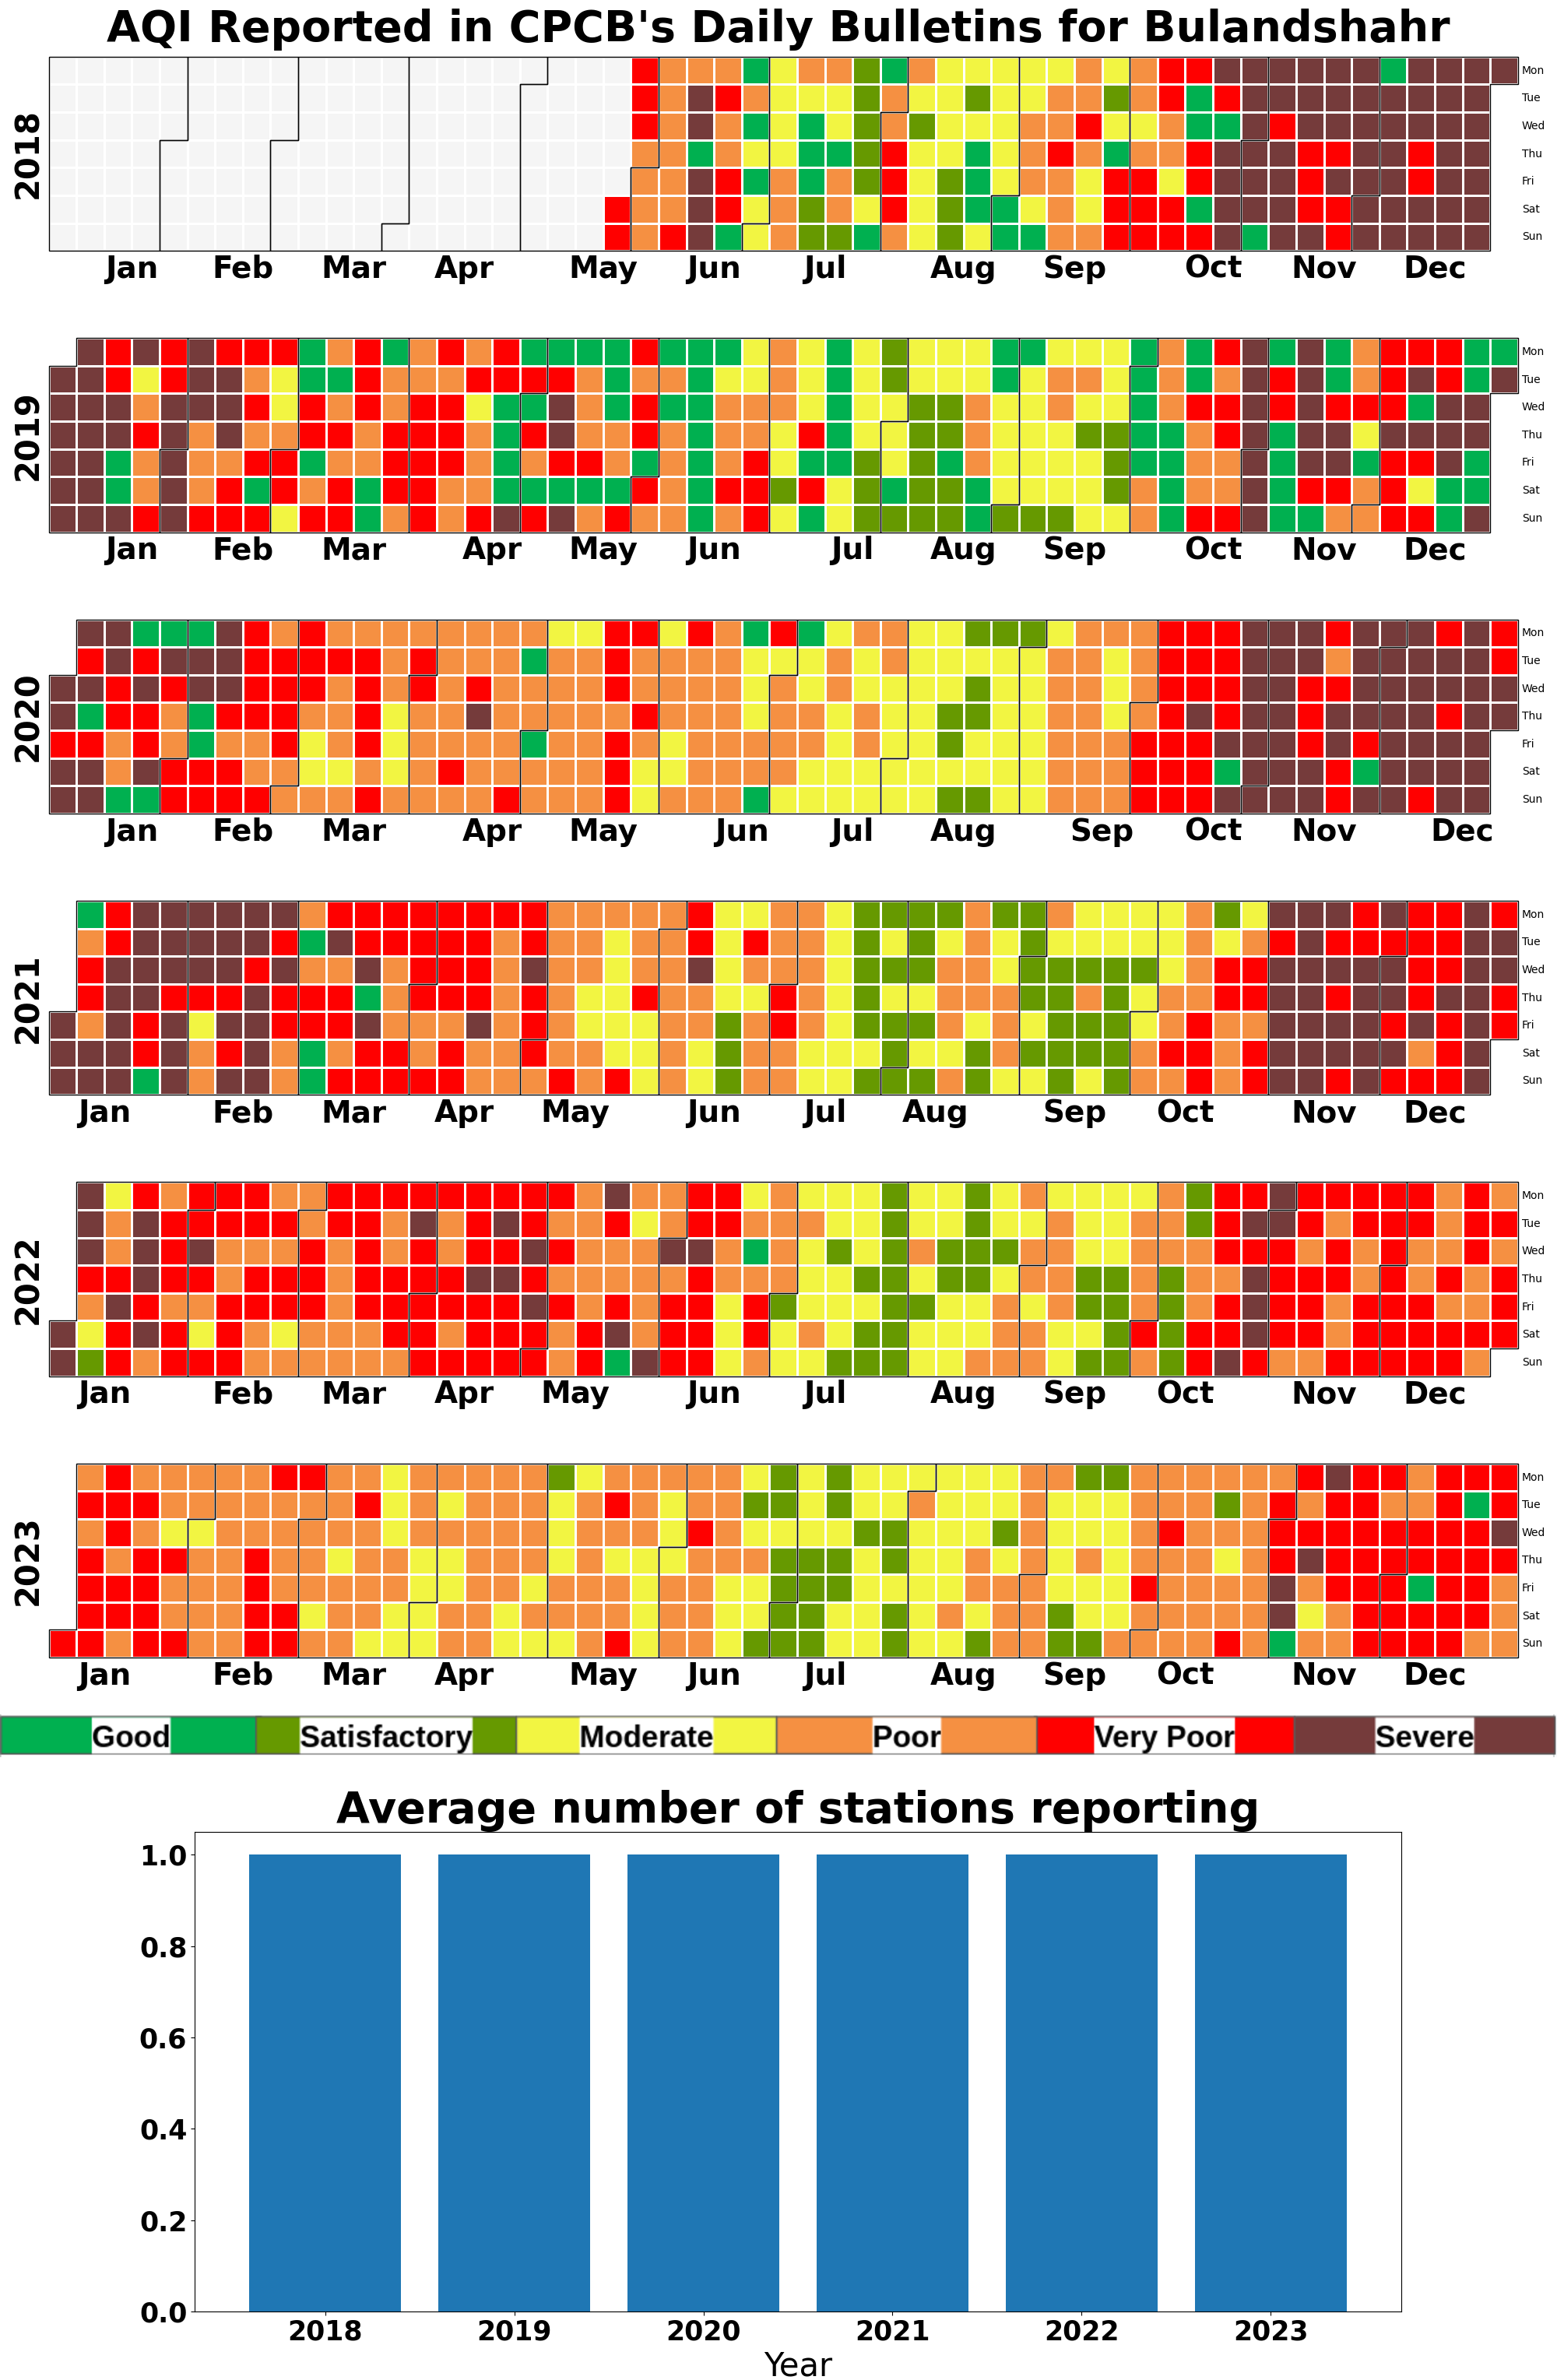 AQI Reported in CPCB's Daily Bulletins for Bulandshahr
2018
Mon
Tue
Wed
Thu
Fri
Sat
Sun
Jan Feb Mar Apr May Jun Jul Aug Sep Oct Nov Dec
2019
Mon
Tue
Wed
Thu
Fri
Sat
Sun
Jan Feb Mar Apr May Jun Jul Aug Sep Oct Nov Dec
2020
Mon
Tue
Wed
Thu
Fri
Sat
Sun
Jan Feb Mar Apr May Jun Jul Aug Sep Oct Nov Dec
2021
Mon
Tue
Wed
Thu
Fri
Sat
Sun
Jan Feb Mar Apr May Jun Jul Aug Sep Oct Nov Dec
2022
Mon
Tue
Wed
Thu
Fri
Sat
Sun
Jan Feb Mar Apr May Jun Jul Aug Sep Oct Nov Dec
2023
Mon
Tue
Wed
Thu
Fri
Sat
Sun
Jan Feb Mar Apr May Jun Jul Aug Sep Oct Nov Dec
Good Satisfactory Moderate Poor Very Poor Severe
Average number of stations reporting
1.0
0.8
0.6
0.4
0.2
0.0
2018 2019 2020 2021 2022 2023
Year